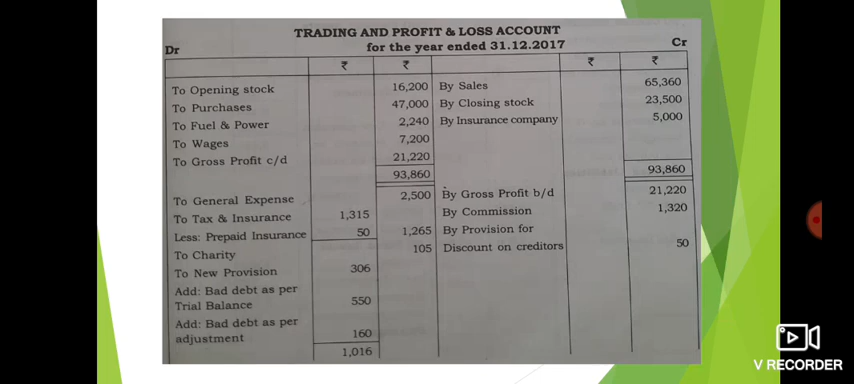 TRADING AND PROFIT & LOSS ACCOUNT
for the year ended 31.12.2017
Dr Cr
₹ ₹ ₹ ₹
To Opening stock 16,200 By Sales 65,360
To Purchases 47,000 By Closing stock 23,500
To Fuel & Power 2,240 By Insurance company 5,000
To Wages 7,200
To Gross Profit c/d 21,220
93,860 93,860
To General Expense 2,500 By Gross Profit b/d 21,220
To Tax & Insurance 1,315 By Commission 1,320
Less: Prepaid Insurance 50 1,265 By Provision for
To Charity 105 Discount on creditors 50
To New Provision 306
Add: Bad debt as per
Trial Balance 550
Add: Bad debt as per
adjustment 160
1,016
V RECORDER